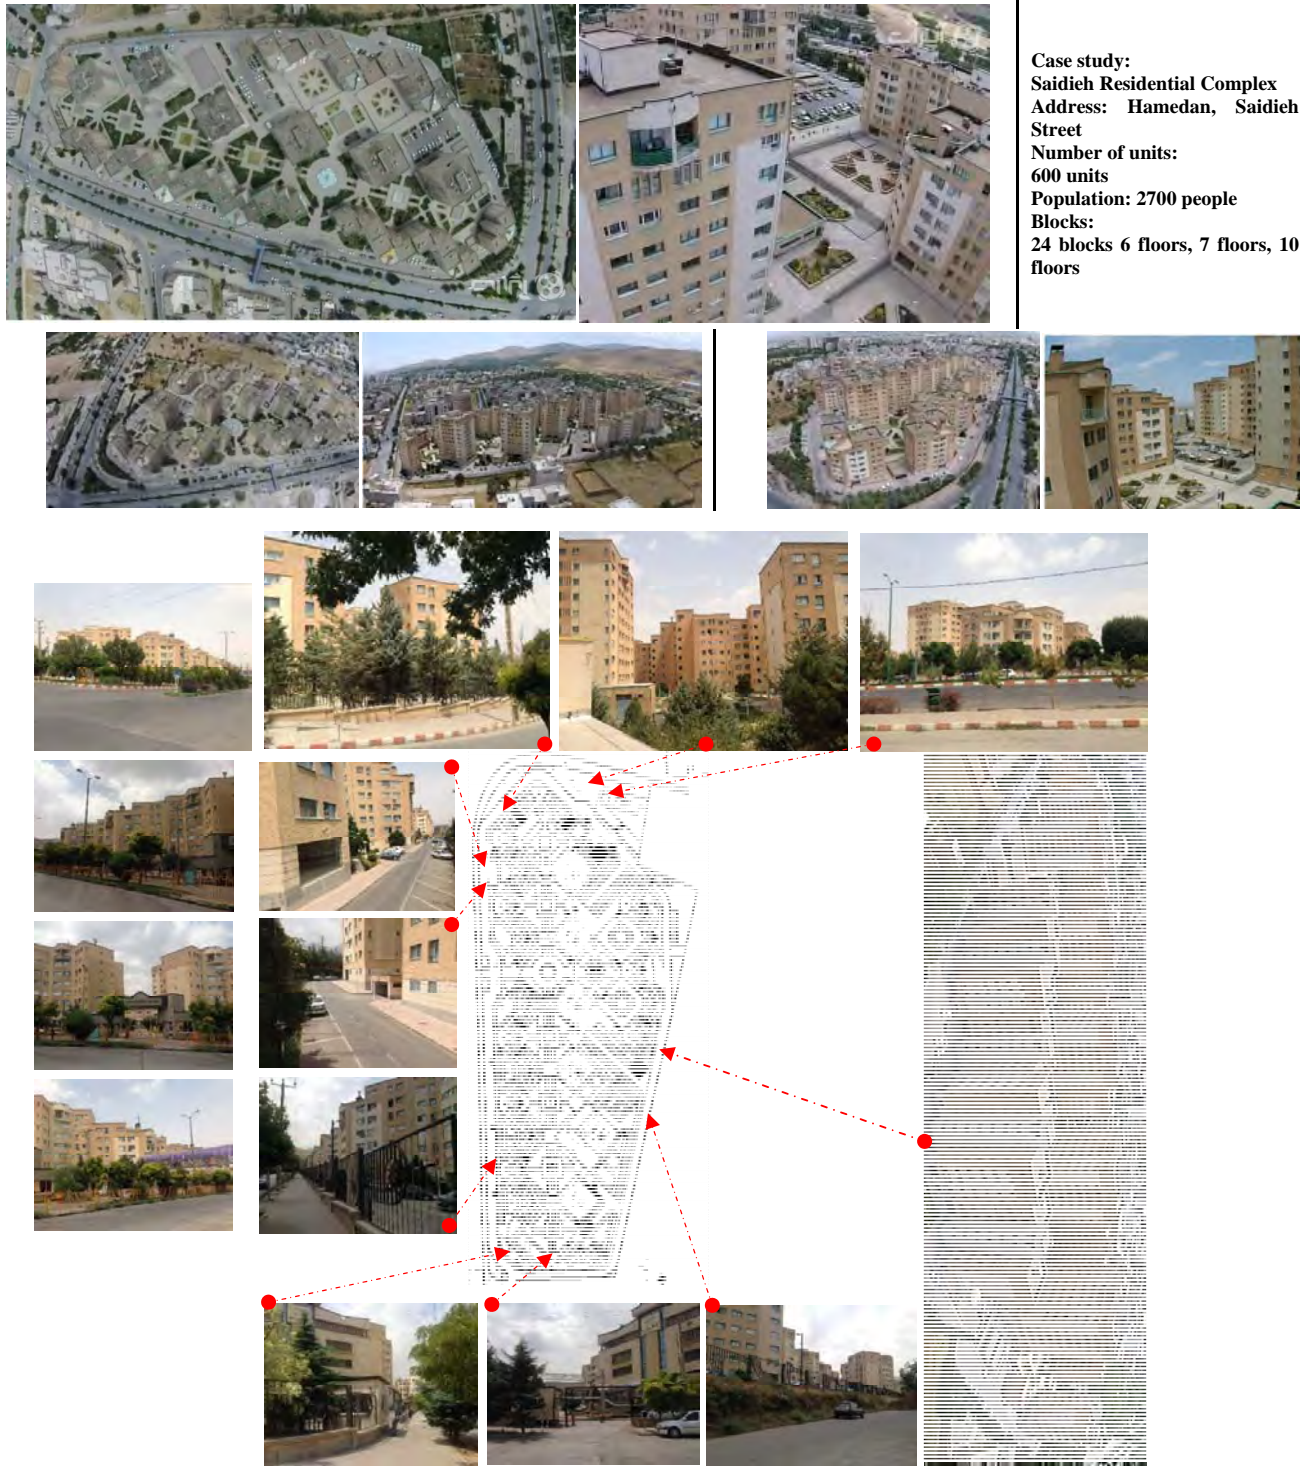 Case study:
Saidieh Residential Complex
Address: Hamedan, Saidieh
Street
Number of units:
600 units
Population: 2700 people
Blocks:
24 blocks 6 floors, 7 floors, 10
floors